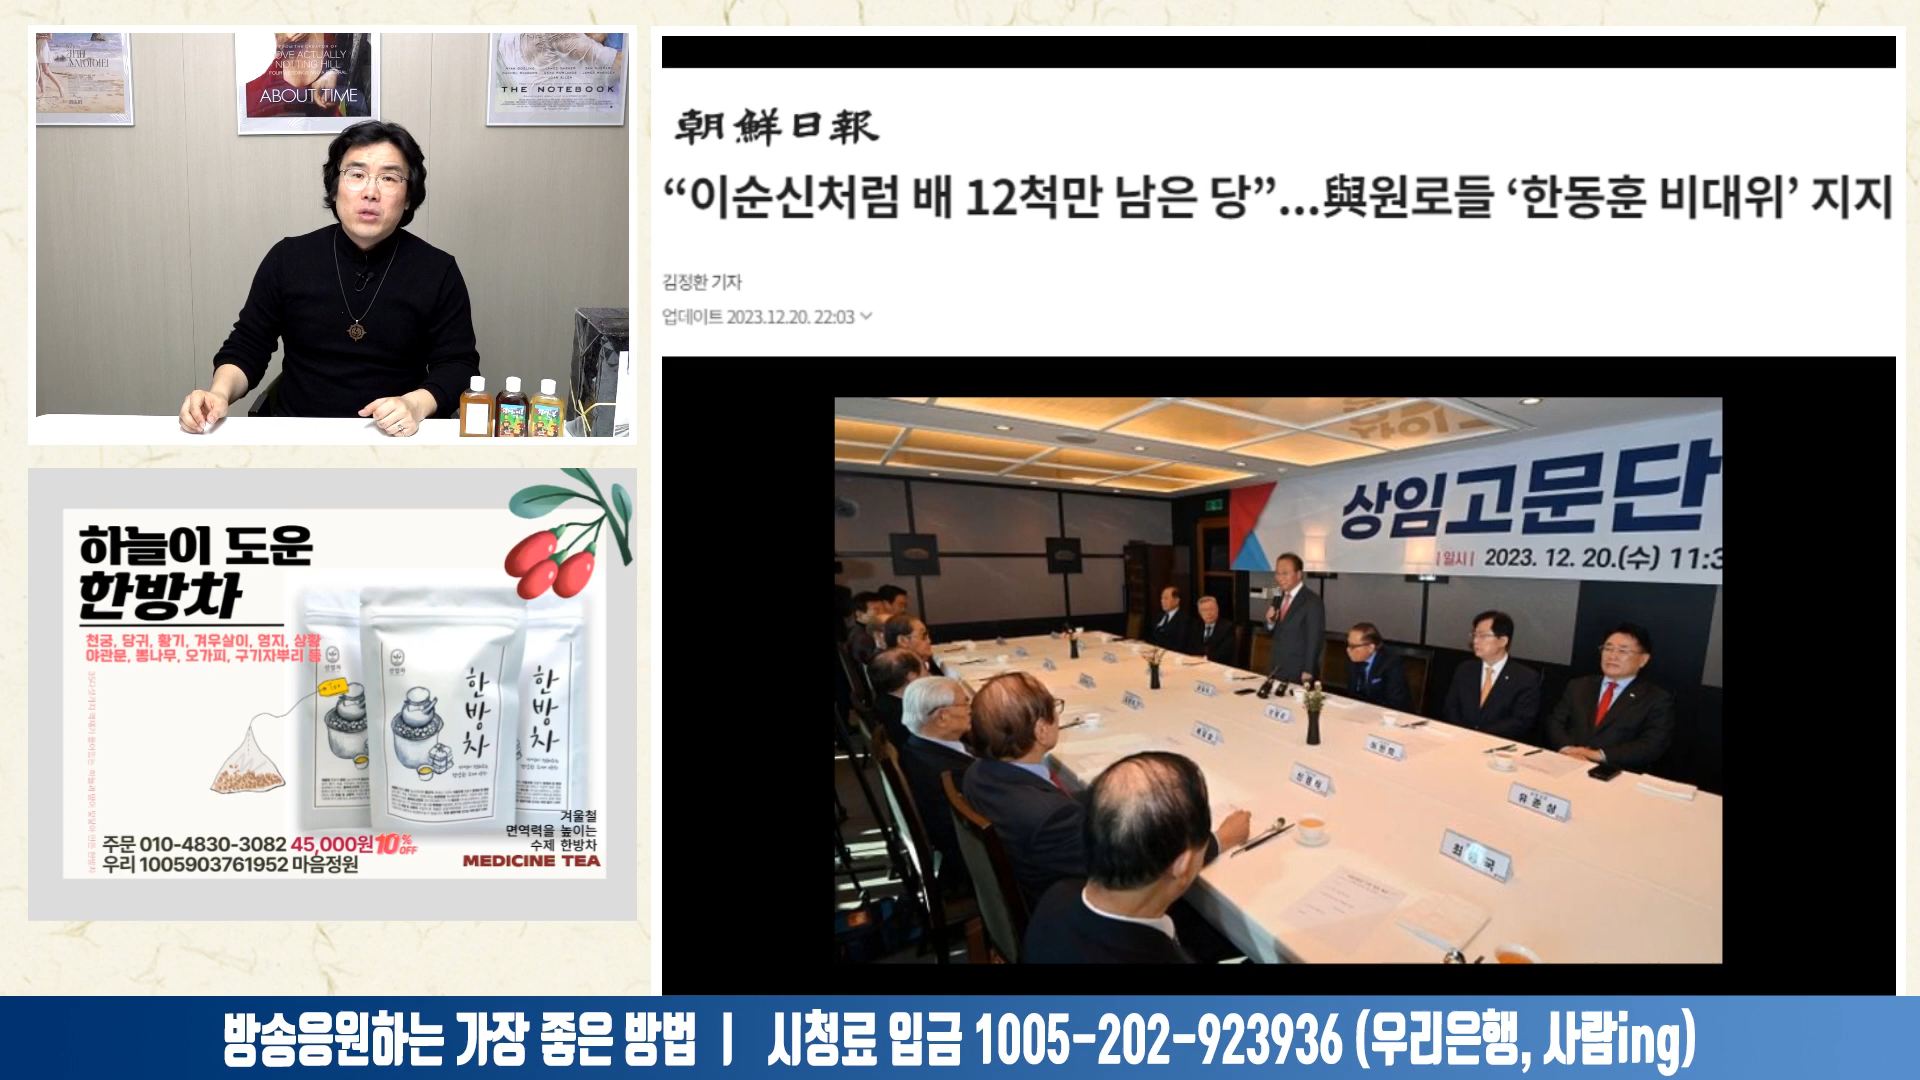 LOVE ACTUALLY
NOTTING HILL
ABOUT TIME
THE NOTEBOOK
朝鮮日報
“이순신처럼 배 12척만 남은 당”...與원로들 ‘한동훈 비대위’ 지지
김정환 기자
업데이트 2023.12.20. 22:03
상임고문단
| 일시 | 2023. 12. 20.(수) 11:3
유준상
하늘이 도운
한방차
천궁, 당귀, 황기, 겨우살이, 영지, 상황
야관문, 뽕나무, 오가피, 구기자뿌리 등
Tea
한방차
한방차
겨울철
면역력을 높이는
수제 한방차
MEDICINE TEA
주문 010-4830-3082 45,000원 10% OFF
우리 1005903761952 마음정원
방송응원하는 가장 좋은 방법 | 시청료 입금 1005-202-923936 (우리은행, 사람ing)